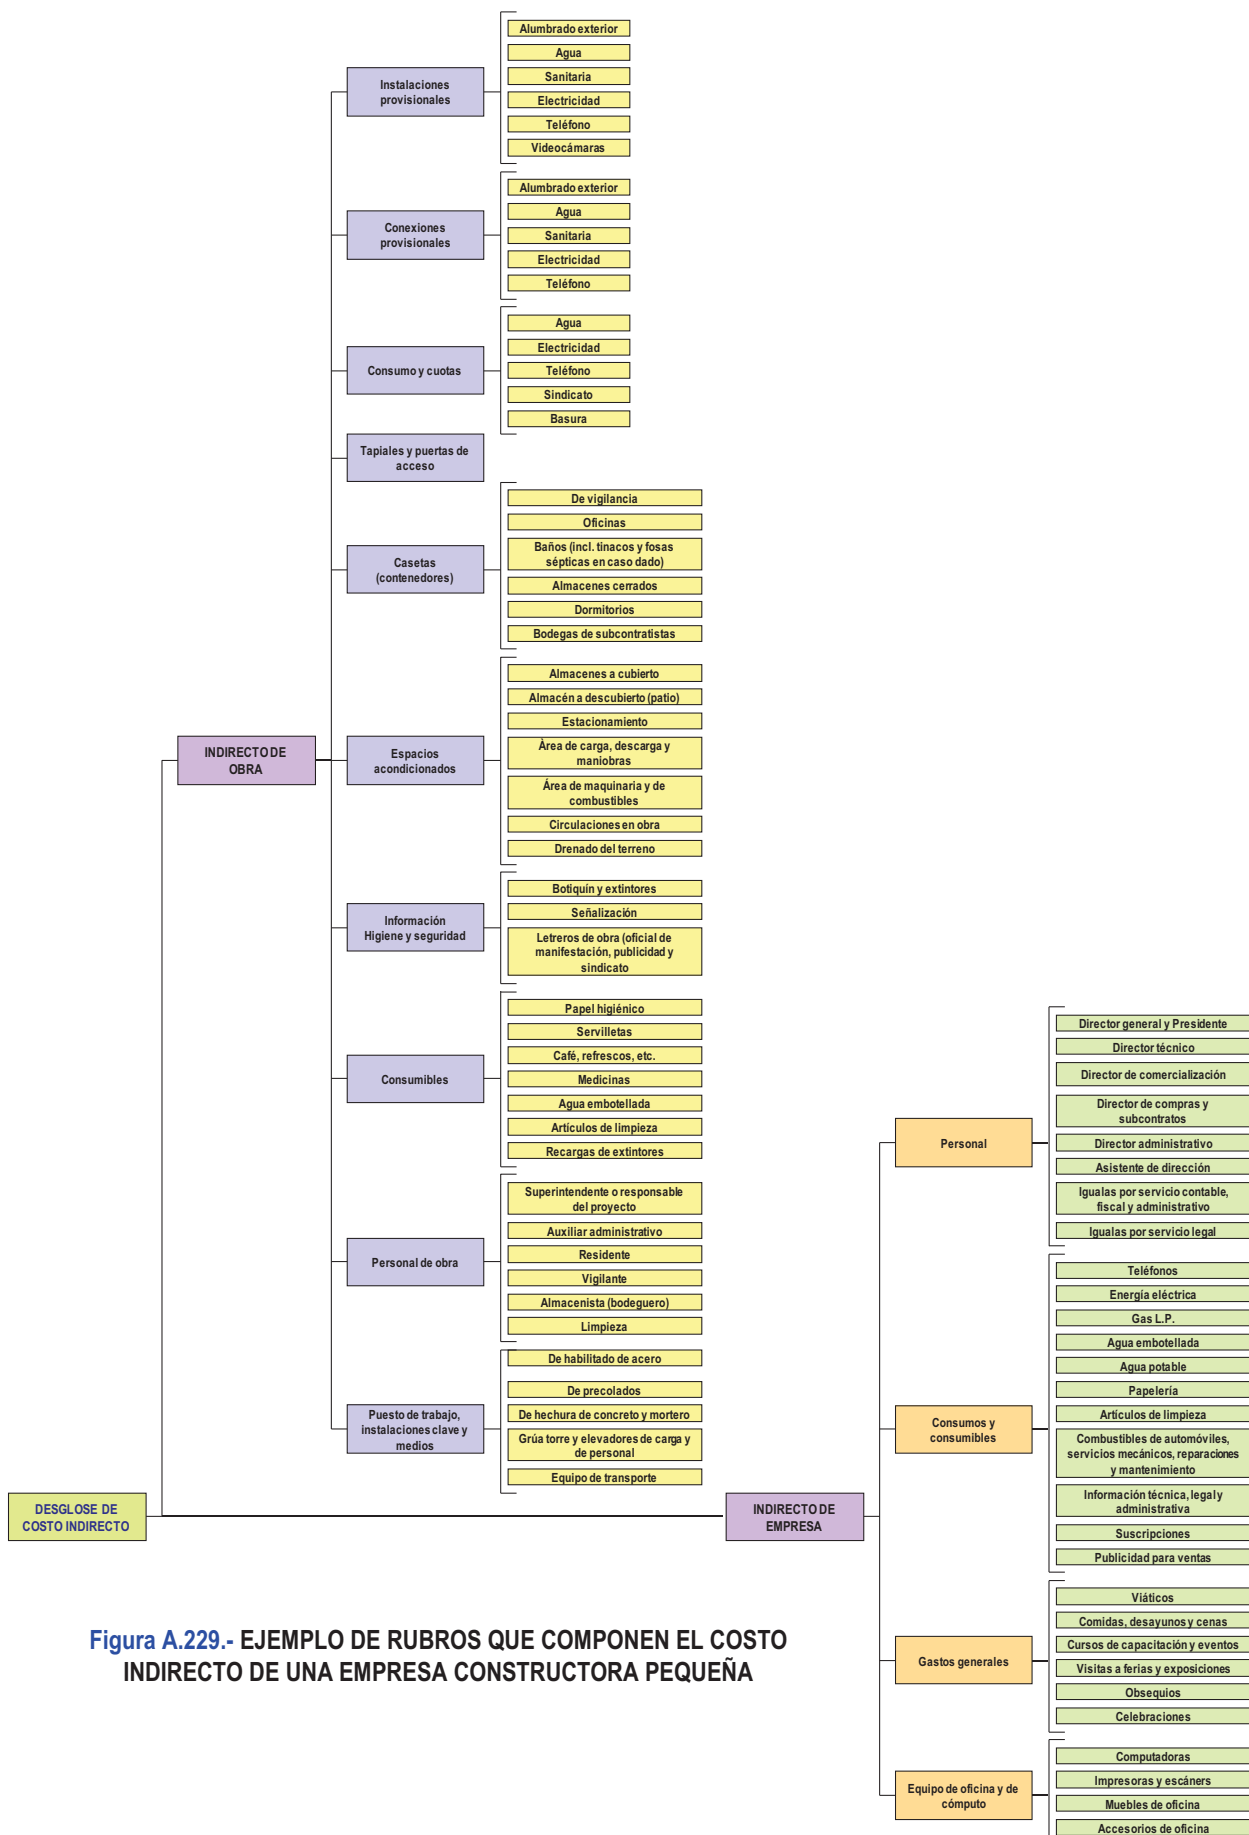 Alumbrado exterior
Agua
Sanitaria
Electricidad
Teléfono
Videocámaras
Instalaciones
provisionales
Alumbrado exterior
Agua
Sanitaria
Electricidad
Teléfono
Conexiones
provisionales
Agua
Electricidad
Teléfono
Sindicato
Basura
Consumo y cuotas
Tapiales y puertas de
acceso
De vigilancia
Oficinas
Baños (incl. tinacos y fosas
sépticas en caso dado)
Almacenes cerrados
Dormitorios
Bodegas de subcontratistas
Casetas
(contenedores)
Almacenes a cubierto
Almacén a descubierto (patio)
Estacionamiento
Àrea de carga, descarga y
maniobras
Área de maquinaria y de
combustibles
Circulaciones en obra
Drenado del terreno
Espacios
acondicionados
INDIRECTO DE
OBRA
Botiquín y extintores
Señalización
Letreros de obra (oficial de
manifestación, publicidad y
sindicato
Información
Higiene y seguridad
Papel higiénico
Servilletas
Café, refrescos, etc.
Medicinas
Agua embotellada
Artículos de limpieza
Recargas de extintores
Consumibles
Superintendente o responsable
del proyecto
Auxiliar administrativo
Residente
Vigilante
Almacenista (bodeguero)
Limpieza
Personal de obra
De habilitado de acero
De precolados
De hechura de concreto y mortero
Grúa torre y elevadores de carga y
de personal
Equipo de transporte
Puesto de trabajo,
instalaciones clave y
medios
DESGLOSE DE
COSTO INDIRECTO
INDIRECTO DE
EMPRESA
Director general y Presidente
Director técnico
Director de comercialización
Director de compras y
subcontratos
Director administrativo
Asistente de dirección
Igualas por servicio contable,
fiscal y administrativo
Igualas por servicio legal
Personal
Teléfonos
Energía eléctrica
Gas L.P.
Agua embotellada
Agua potable
Papelería
Artículos de limpieza
Combustibles de automóviles,
servicios mecánicos, reparaciones
y mantenimiento
Información técnica, legal y
administrativa
Suscripciones
Publicidad para ventas
Consumos y
consumibles
Viáticos
Comidas, desayunos y cenas
Cursos de capacitación y eventos
Visitas a ferias y exposiciones
Obsequios
Celebraciones
Gastos generales
Computadoras
Impresoras y escáners
Muebles de oficina
Accesorios de oficina
Equipo de oficina y de
cómputo
Figura A.229.- EJEMPLO DE RUBROS QUE COMPONEN EL COSTO
INDIRECTO DE UNA EMPRESA CONSTRUCTORA PEQUEÑA